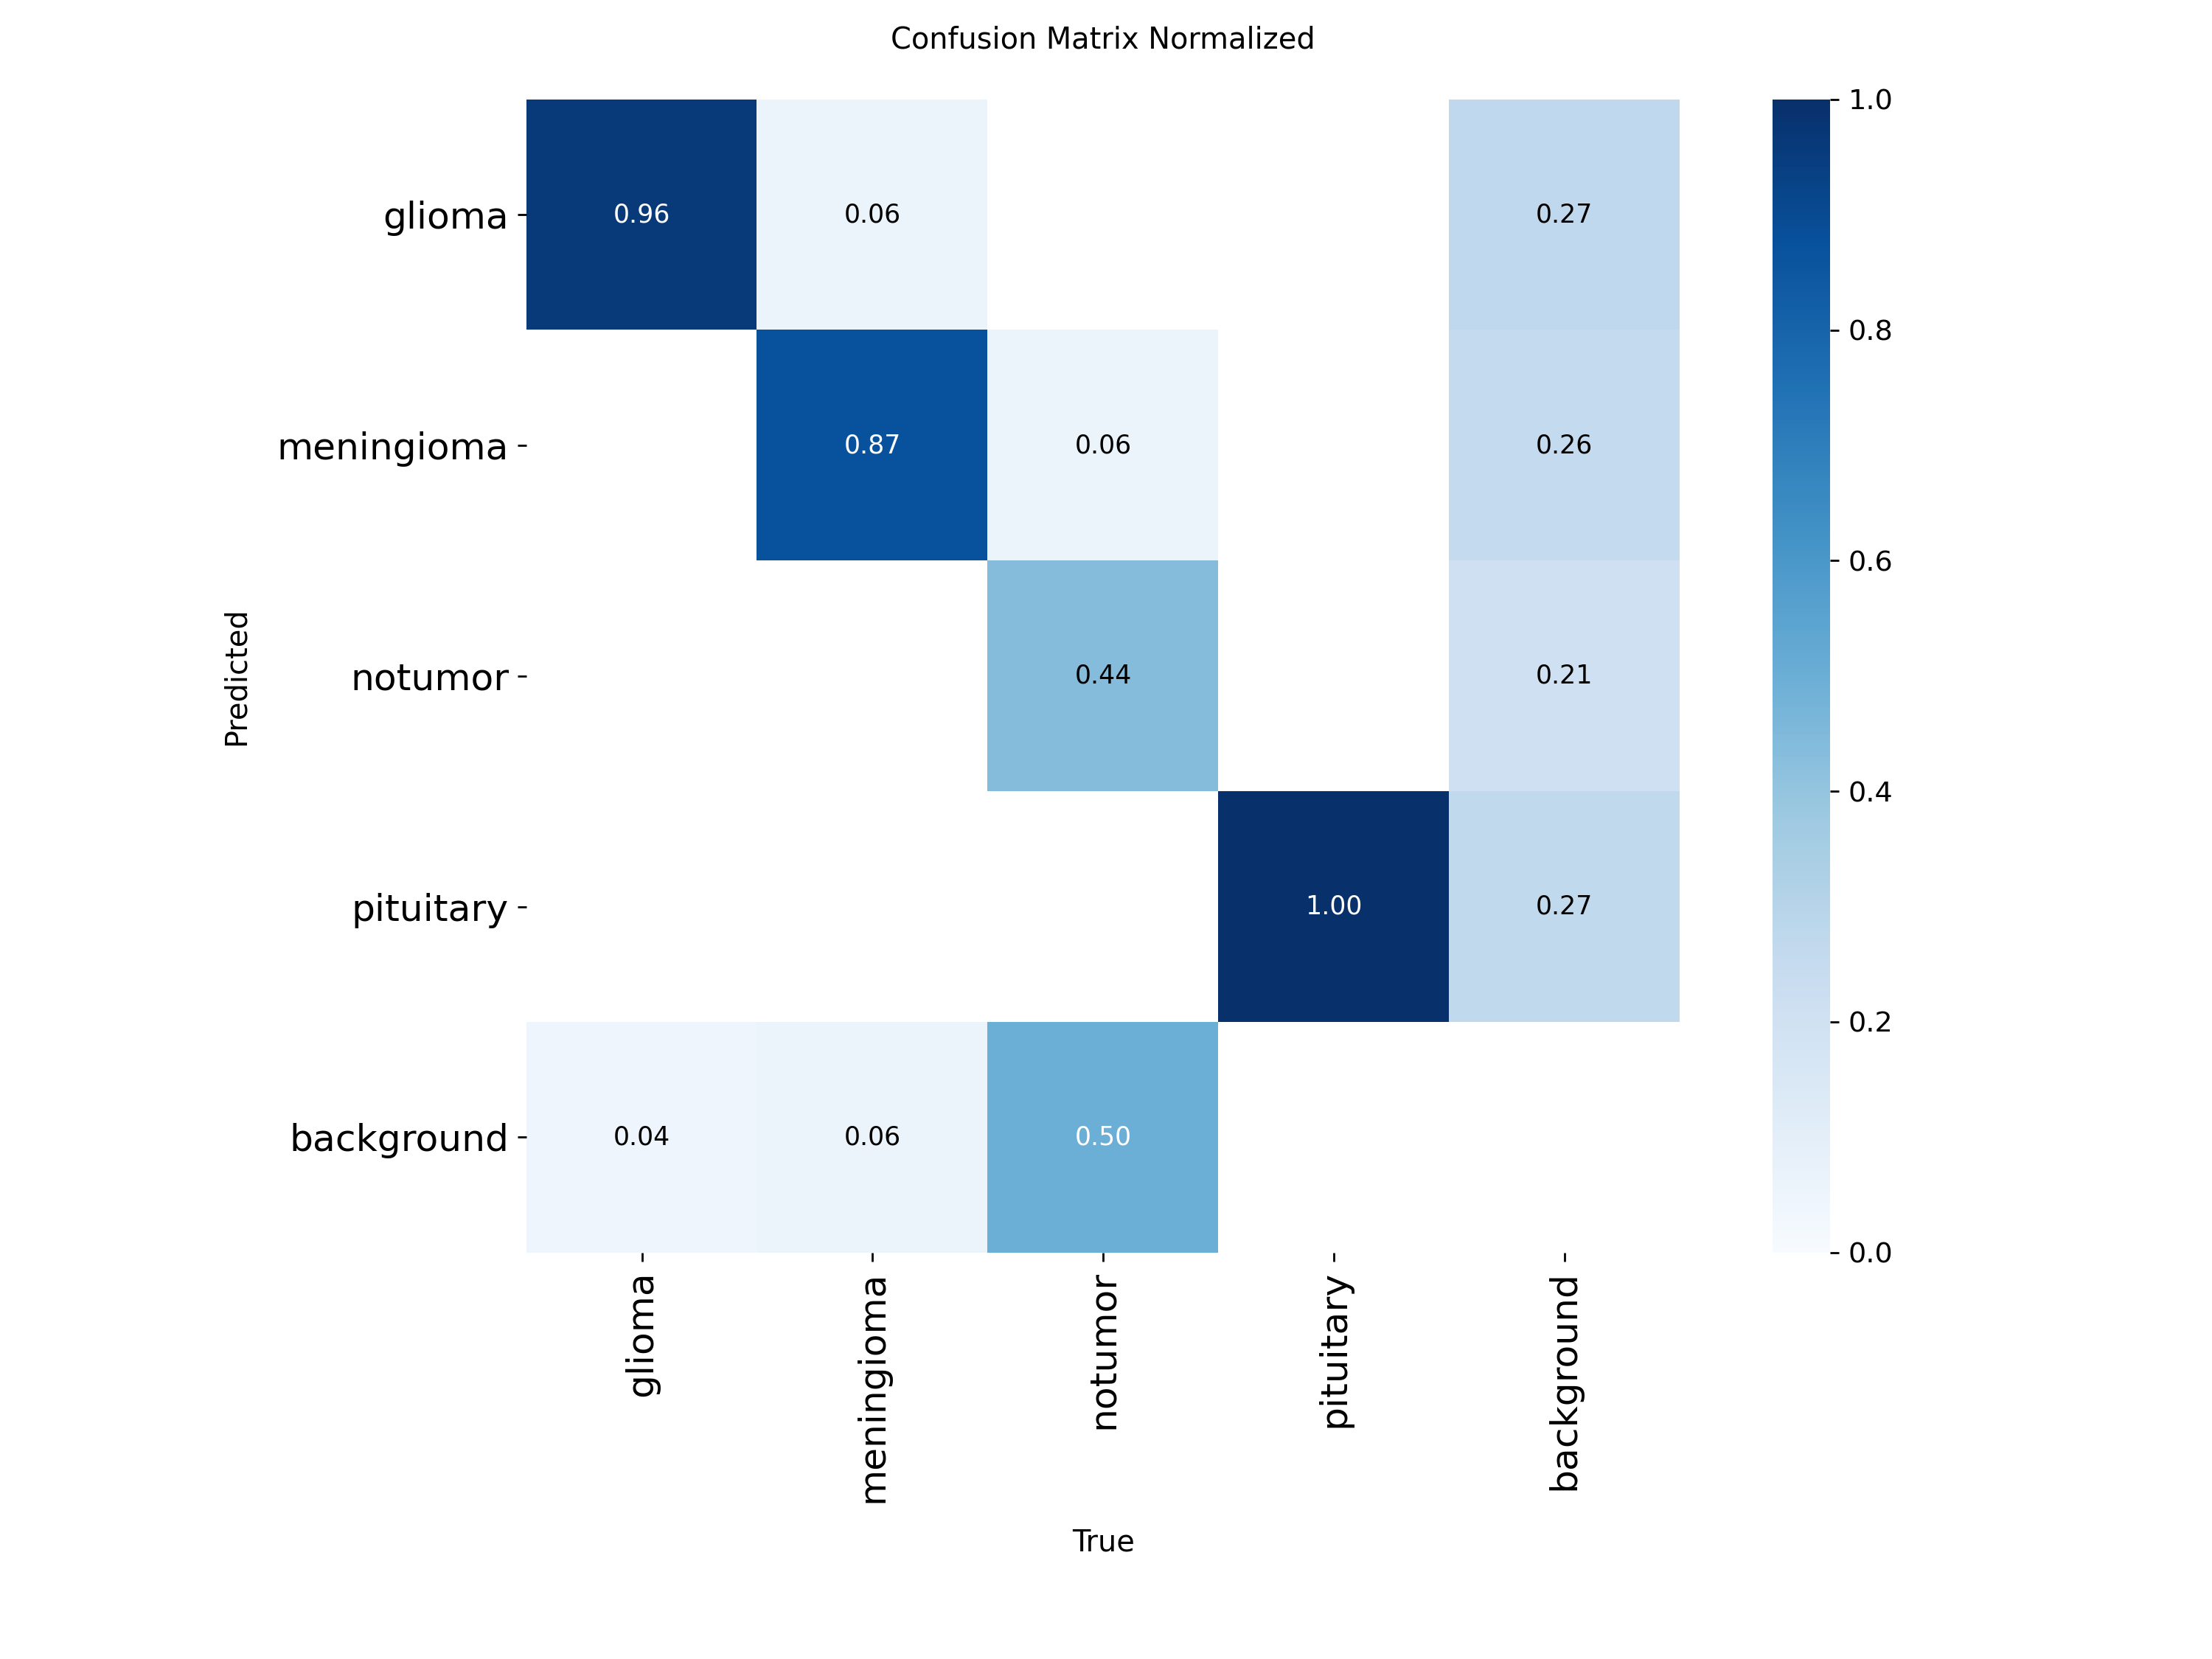 Confusion Matrix Normalized
glioma 0.96 0.06 0.27
meningioma 0.87 0.06 0.26
notumor 0.44 0.21
pituitary 1.00 0.27
background 0.04 0.06 0.50
Predicted
glioma meningioma notumor pituitary background
True
1.0
0.8
0.6
0.4
0.2
0.0